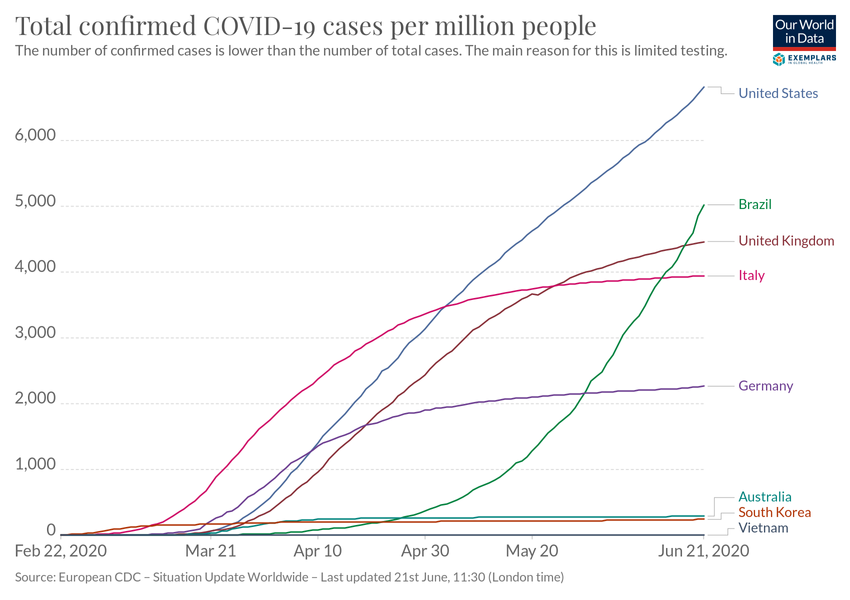 Total confirmed COVID-19 cases per million people
The number of confirmed cases is lower than the number of total cases. The main reason for this is limited testing.
Our World
in Data
EXEMPLARS
IN GLOBAL HEALTH
United States
6,000
5,000
Brazil
United Kingdom
4,000
Italy
3,000
2,000
Germany
1,000
Australia
South Korea
Vietnam
0
Feb 22, 2020 Mar 21 Apr 10 Apr 30 May 20 Jun 21, 2020
Source: European CDC – Situation Update Worldwide – Last updated 21st June, 11:30 (London time)